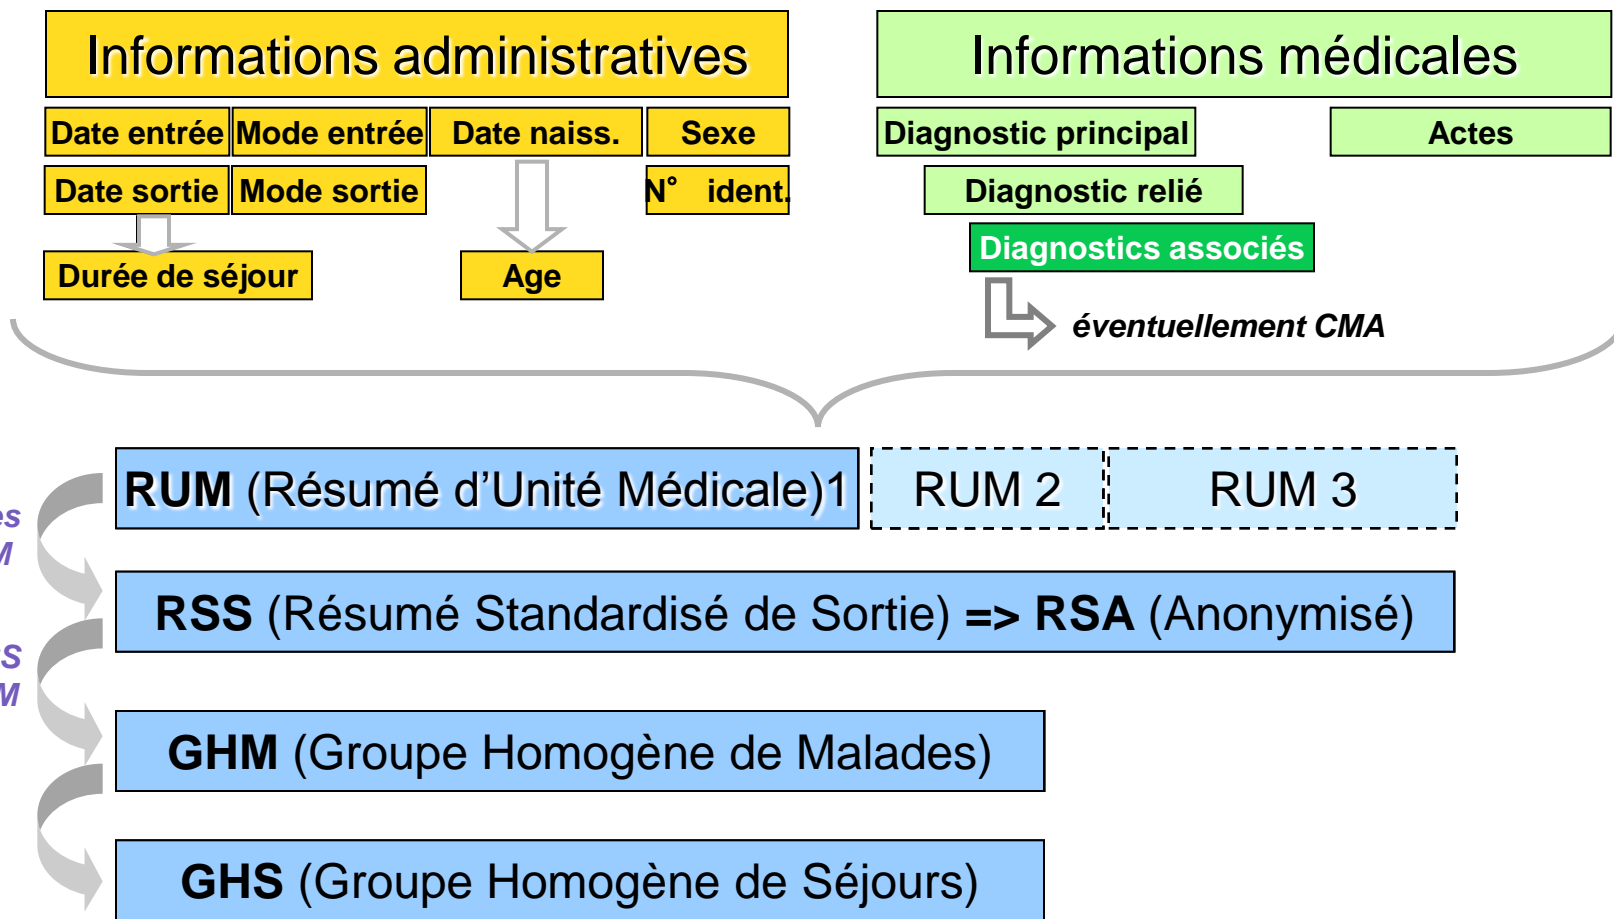 Informations administratives
Informations médicales
Date entrée Mode entrée Date naiss. Sexe
Diagnostic principal Actes
Date sortie Mode sortie N° ident.
Diagnostic relié
Diagnostics associés
Durée de séjour Age
éventuellement CMA
RUM (Résumé d’Unité Médicale)1 RUM 2 RUM 3
RSS (Résumé Standardisé de Sortie) => RSA (Anonymisé)
GHM (Groupe Homogène de Malades)
GHS (Groupe Homogène de Séjours)